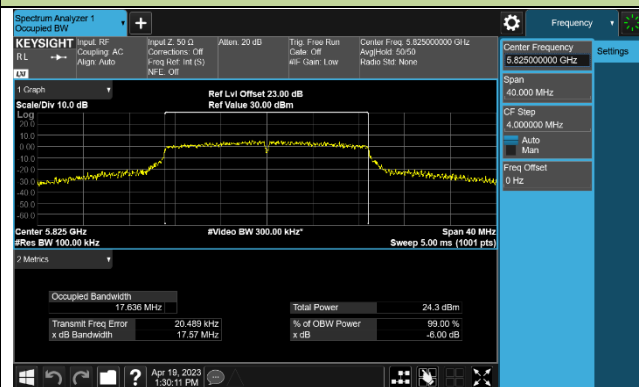 Spectrum Analyzer 1
Occupied BW
Frequency
KEYSIGHT
RL
LXI
Input: RF
Coupling: AC
Align: Auto
Input Z: 50 Ω
Corrections: Off
Freq Ref: Int (S)
NFE: Off
Atten: 20 dB
Trig: Free Run
Gate: Off
#IF Gain: Low
Center Freq: 5.825000000 GHz
Avg|Hold: 50/50
Radio Std: None
Center Frequency
5.825000000 GHz
Settings
Span
40.000 MHz
CF Step
4.000000 MHz
Auto
Man
Freq Offset
0 Hz
1 Graph
Scale/Div 10.0 dB
Ref Lvl Offset 23.00 dB
Ref Value 30.00 dBm
Log
20.0
10.0
0.00
-10.0
-20.0
-30.0
-40.0
-50.0
-60.0
Center 5.825 GHz
#Res BW 100.00 kHz
#Video BW 300.00 kHz*
Span 40 MHz
Sweep 5.00 ms (1001 pts)
2 Metrics
Occupied Bandwidth
17.636 MHz
Total Power 24.3 dBm
Transmit Freq Error 20.489 kHz
% of OBW Power 99.00 %
x dB Bandwidth 17.57 MHz
x dB -6.00 dB
?
Apr 19, 2023
1:30:11 PM